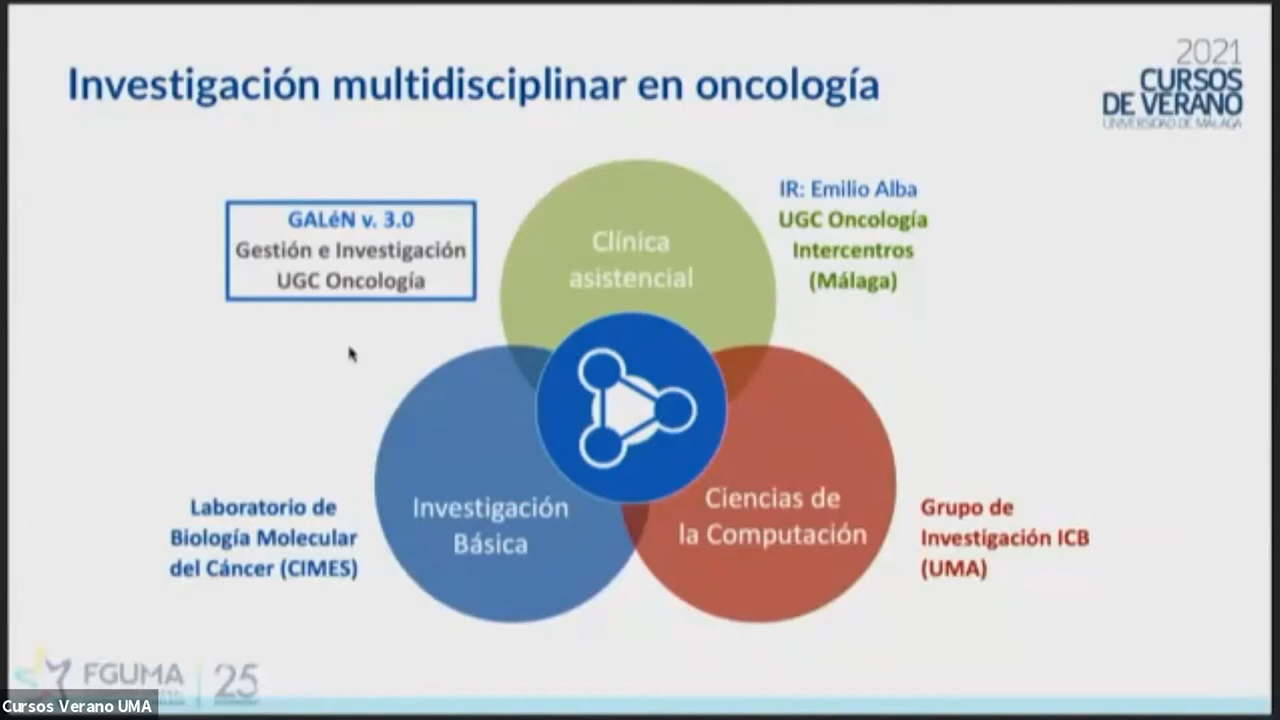 Investigación multidisciplinar en oncología
2021
CURSOS
DE VERANO
UNIVERSIDAD DE MÁLAGA
GALéN v. 3.0
Gestión e Investigación
UGC Oncología
Clínica
asistencial
IR: Emilio Alba
UGC Oncología
Intercentros
(Málaga)
Laboratorio de
Biología Molecular
del Cáncer (CIMES)
Investigación
Básica
Ciencias de
la Computación
Grupo de
Investigación ICB
(UMA)
FGUMA
25
Cursos Verano UMA